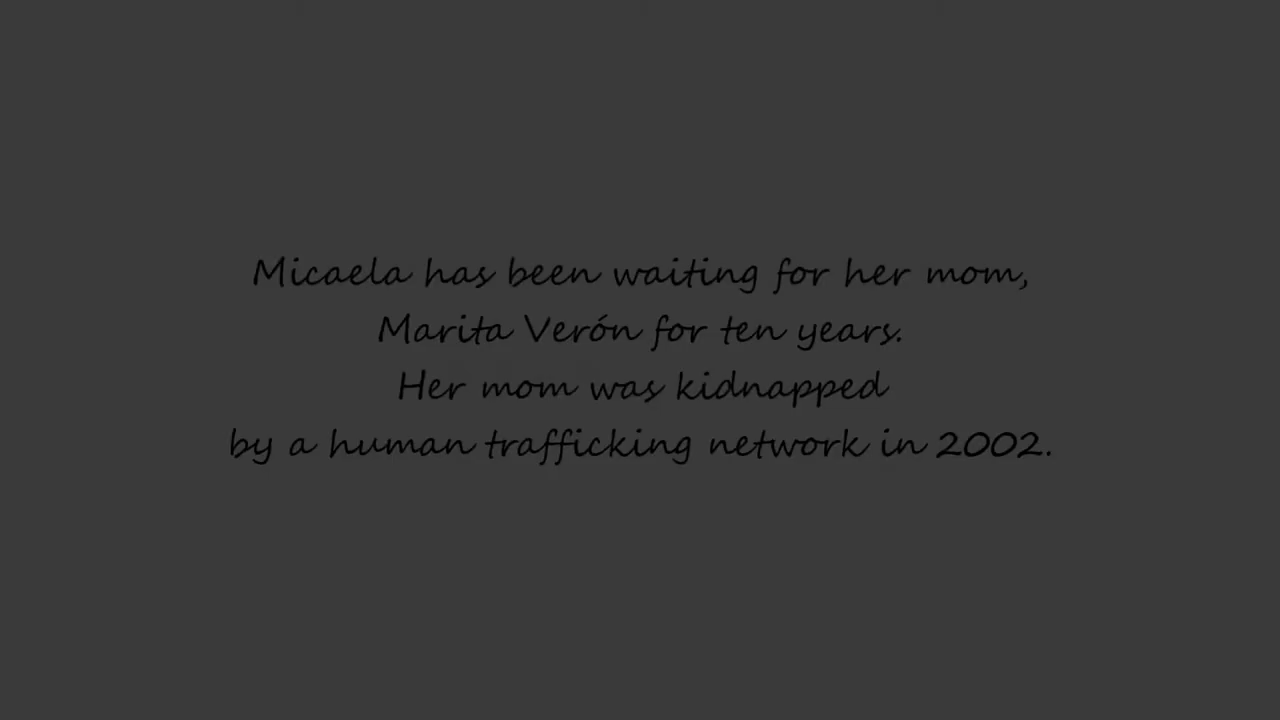 Micaela has been waiting for her mom,
Marita Verón for ten years.
Her mom was kidnapped
by a human trafficking network in 2002.